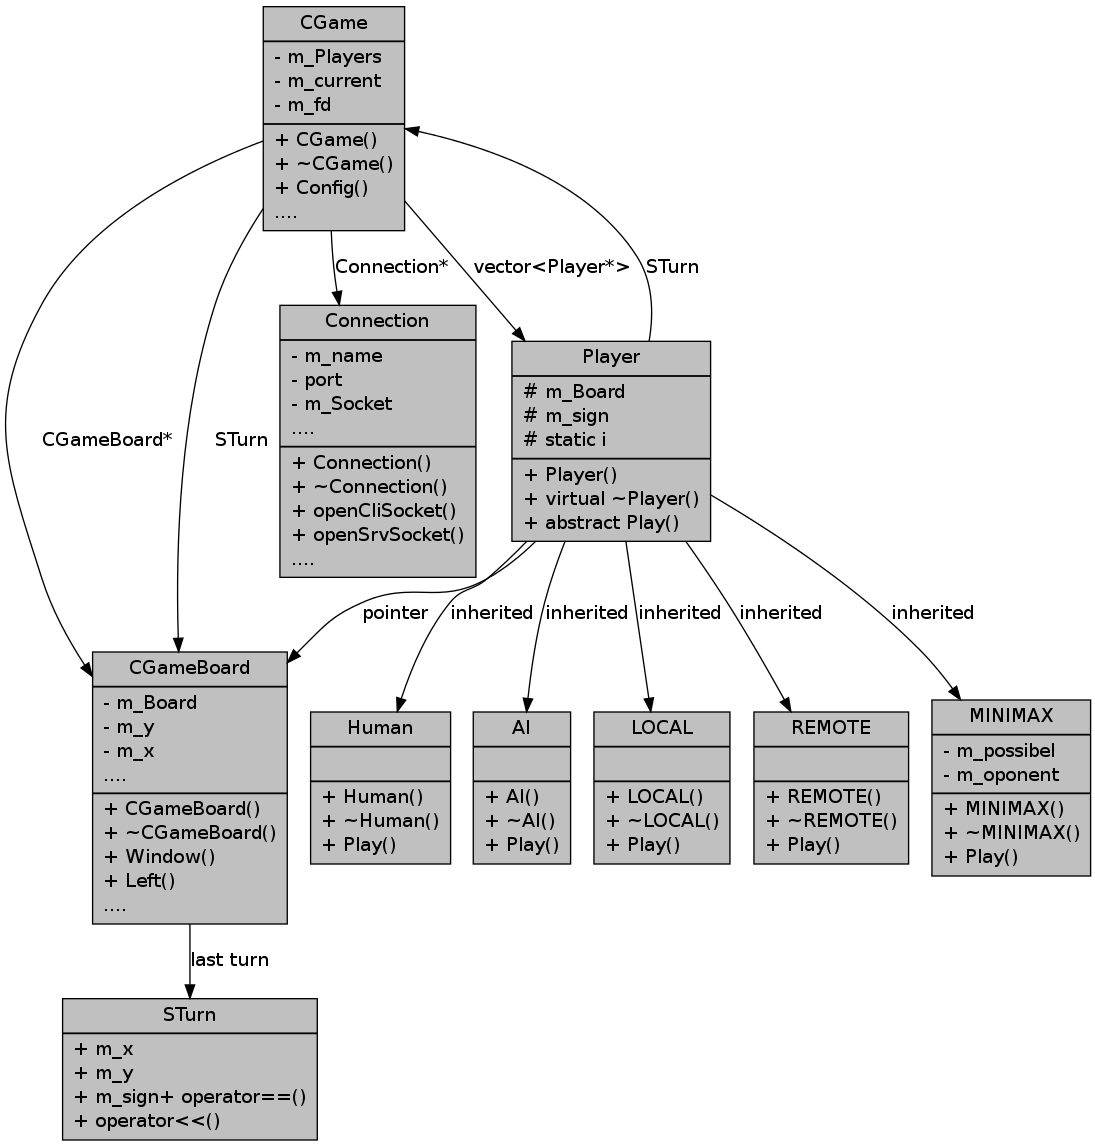 CGame
- m_Players
- m_current
- m_fd
+ CGame()
+ ~CGame()
+ Config()
....
Connection*
vector<Player*>
STurn
Connection
- m_name
- port
- m_Socket
....
+ Connection()
+ ~Connection()
+ openCliSocket()
+ openSrvSocket()
....
Player
# m_Board
# m_sign
# static i
+ Player()
+ virtual ~Player()
+ abstract Play()
CGameBoard*
STurn
pointer
inherited
inherited
inherited
inherited
inherited
CGameBoard
- m_Board
- m_y
- m_x
....
+ CGameBoard()
+ ~CGameBoard()
+ Window()
+ Left()
....
Human
+ Human()
+ ~Human()
+ Play()
AI
+ AI()
+ ~AI()
+ Play()
LOCAL
+ LOCAL()
+ ~LOCAL()
+ Play()
REMOTE
+ REMOTE()
+ ~REMOTE()
+ Play()
MINIMAX
- m_possibel
- m_oponent
+ MINIMAX()
+ ~MINIMAX()
+ Play()
last turn
STurn
+ m_x
+ m_y
+ m_sign+ operator==()
+ operator<<()